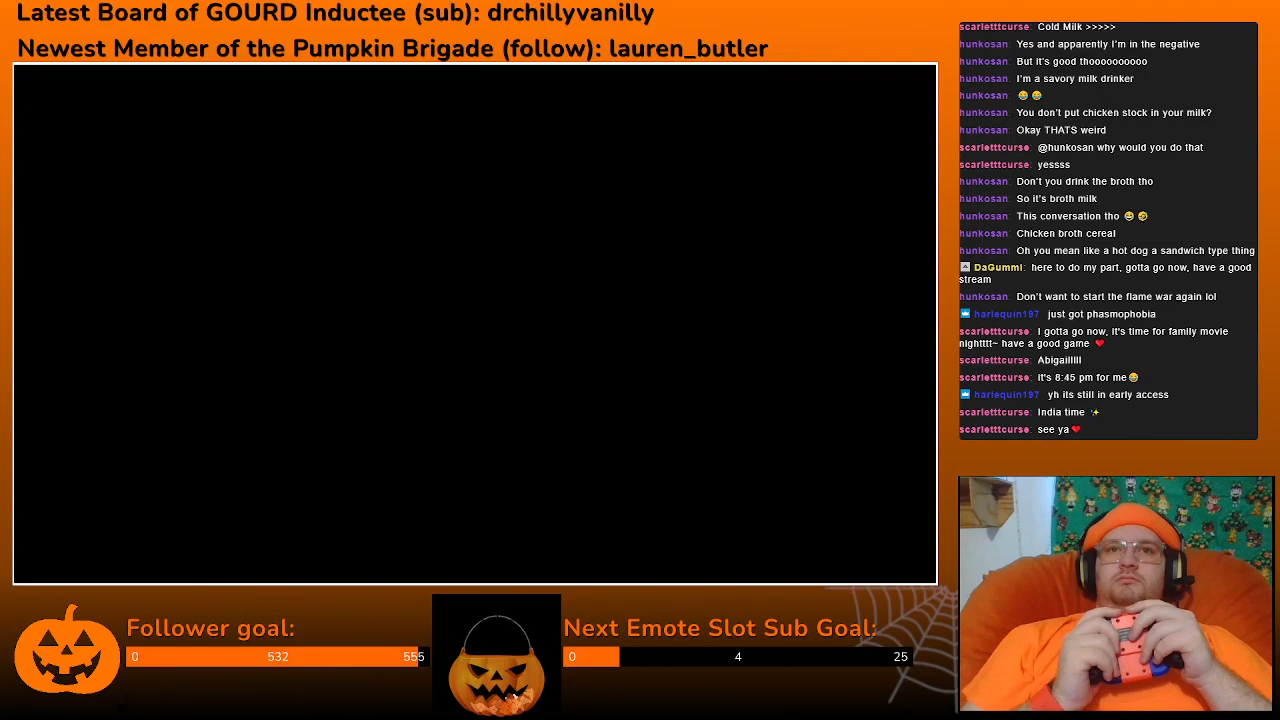 Latest Board of GOURD Inductee (sub): drchillyvanilly
Newest Member of the Pumpkin Brigade (follow): lauren_butler
scarletttcurse: Cold Milk >>>>>
hunkosan: Yes and apparently I'm in the negative
hunkosan: But it's good thoooooooooo
hunkosan: I'm a savory milk drinker
hunkosan: 😂 😂
hunkosan: You don't put chicken stock in your milk?
hunkosan: Okay THATS weird
scarletttcurse: @hunkosan why would you do that
scarletttcurse: yessss
hunkosan: Don't you drink the broth tho
hunkosan: So it's broth milk
hunkosan: This conversation tho 😂 🤣
hunkosan: Chicken broth cereal
hunkosan: Oh you mean like a hot dog a sandwich type thing
DaGummi: here to do my part, gotta go now, have a good
stream
hunkosan: Don't want to start the flame war again lol
harlequin197 just got phasmophobia
scarletttcurse: I gotta go now, it's time for family movie
nightttt~ have a good game ❤
scarletttcurse: Abigailllll
scarletttcurse: It's 8:45 pm for me😂
harlequin197 yh its still in early access
scarletttcurse: India time ✨
scarletttcurse: see ya❤
Follower goal:
0 532 555
Next Emote Slot Sub Goal:
0 4 25